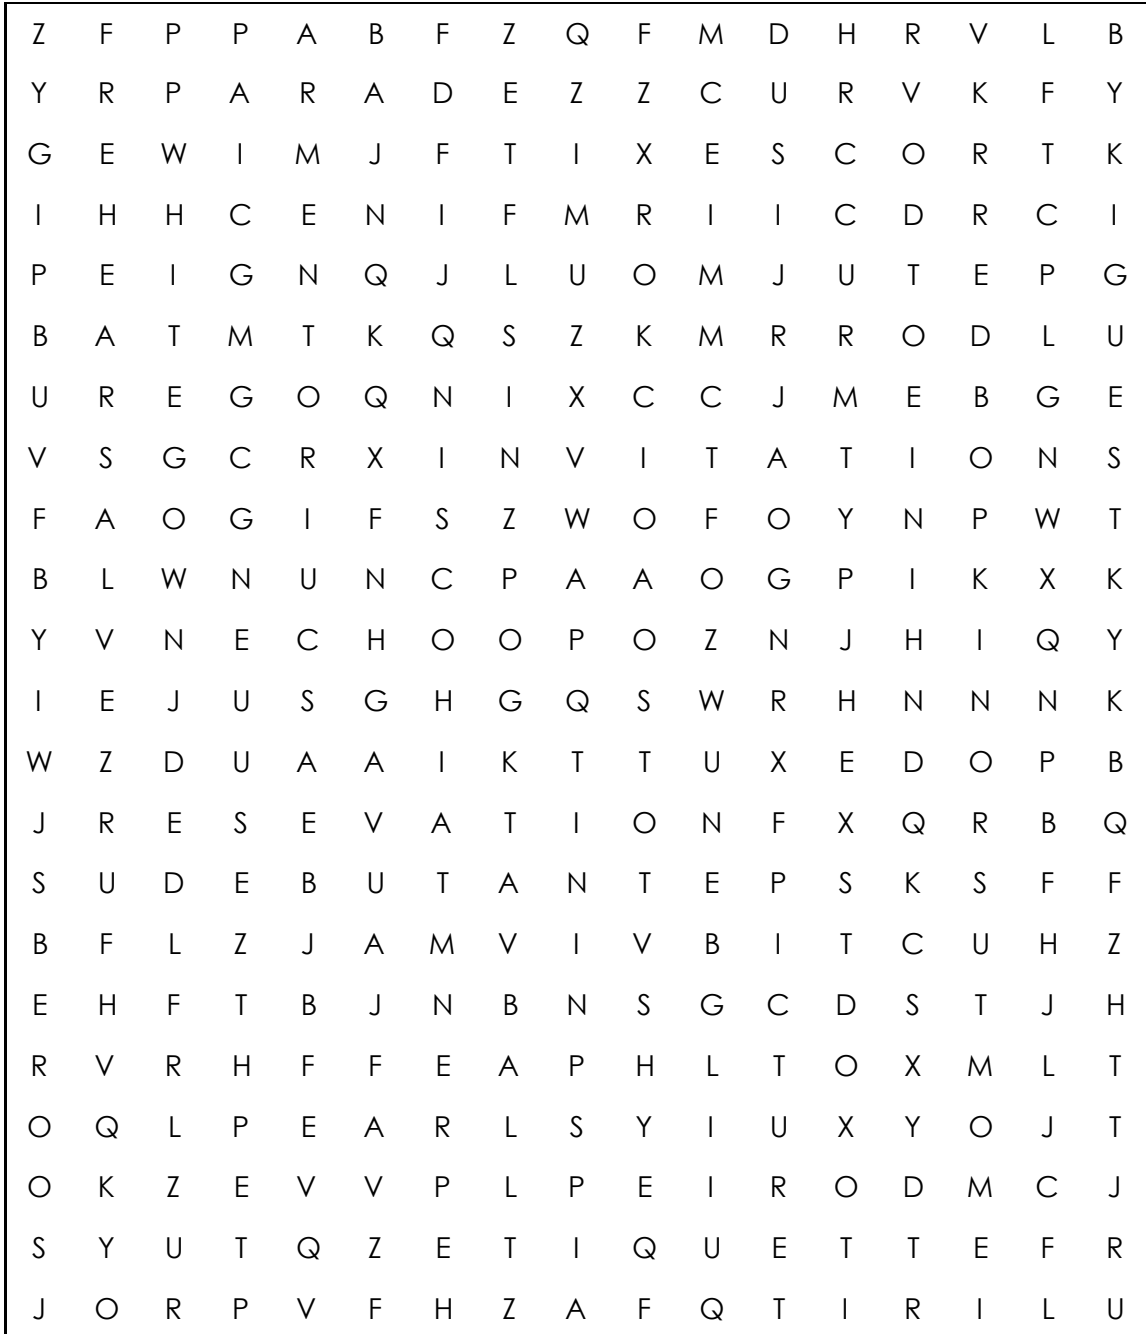 Z F P P A B F Z Q F M D H R V L B
Y R P A R A D E Z Z C U R V K F Y
G E W I M J F T I X E S C O R T K
I H H C E N I F M R I I C D R C I
P E I G N Q J L U O M J U T E P G
B A T M T K Q S Z K M R R O D L U
U R E G O Q N I X C C J M E B G E
V S G C R X I N V I T A T I O N S
F A O G I F S Z W O F O Y N P W T
B L W N U N C P A A O G P I K X K
Y V N E C H O O P O Z N J H I Q Y
I E J U S G H G Q S W R H N N N K
W Z D U A A I K T T U X E D O P B
J R E S E V A T I O N F X Q R B Q
S U D E B U T A N T E P S K S F F
B F L Z J A M V I V B I T C U H Z
E H F T B J N B N S G C D S T J H
R V R H F F E A P H L T O X M L T
O Q L P E A R L S Y I U X Y O J T
O K Z E V V P L P E I R O D M C J
S Y U T Q Z E T I Q U E T T E F R
J O R P V F H Z A F Q T I R I L U